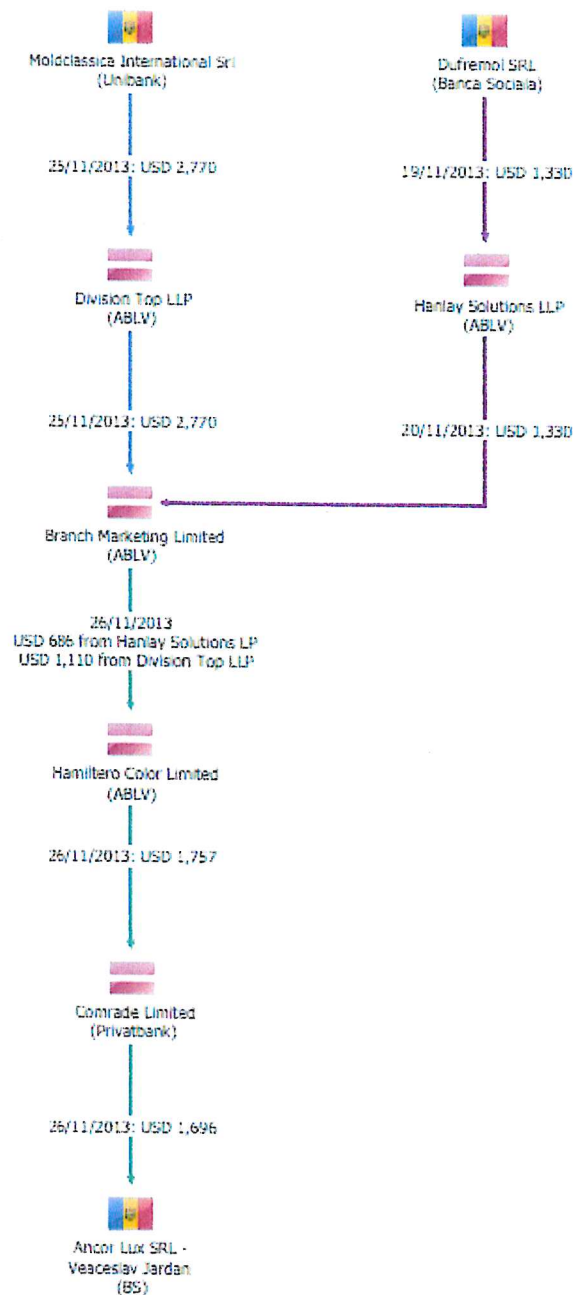 Moldclassica International Srl
(Unibank)
Dufremol SRL
(Banca Sociala)
25/11/2013: USD 2,770
19/11/2013: USD 1,330
Division Top LLP
(ABLV)
Hanlay Solutions LLP
(ABLV)
25/11/2013: USD 2,770
20/11/2013: USD 1,330
Branch Marketing Limited
(ABLV)
26/11/2013
USD 686 from Hanlay Solutions LP
USD 1,110 from Division Top LLP
Hamiltero Color Limited
(ABLV)
26/11/2013: USD 1,757
Comrade Limited
(Privatbank)
26/11/2013: USD 1,696
Ancor Lux SRL -
Veaceslav Jardan
(BS)